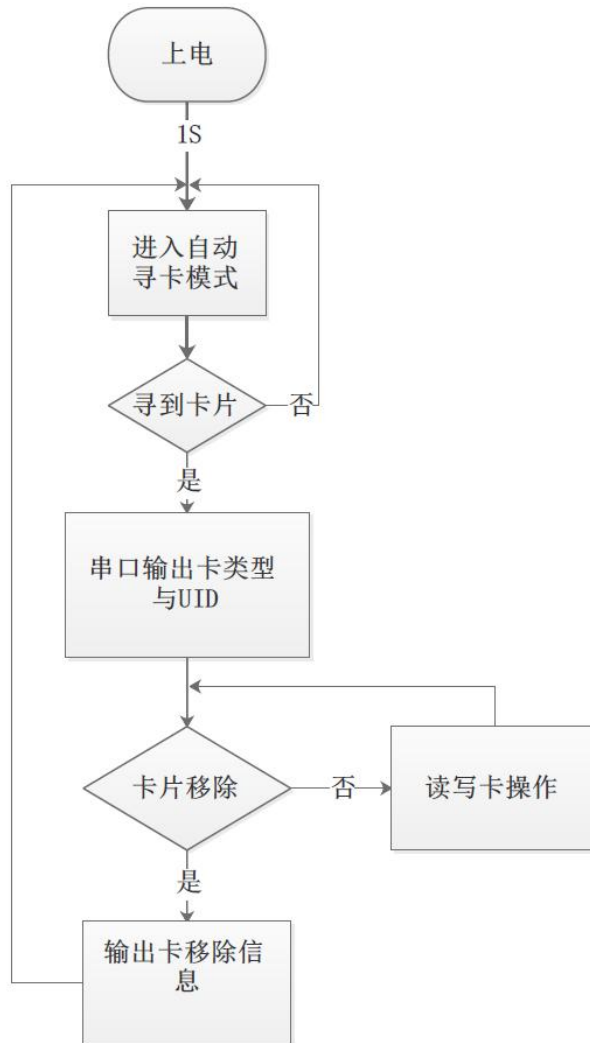 上电
1S
进入自动
寻卡模式
寻到卡片
否
是
串口输出卡类型
与UID
卡片移除
否
读写卡操作
是
输出卡移除信
息